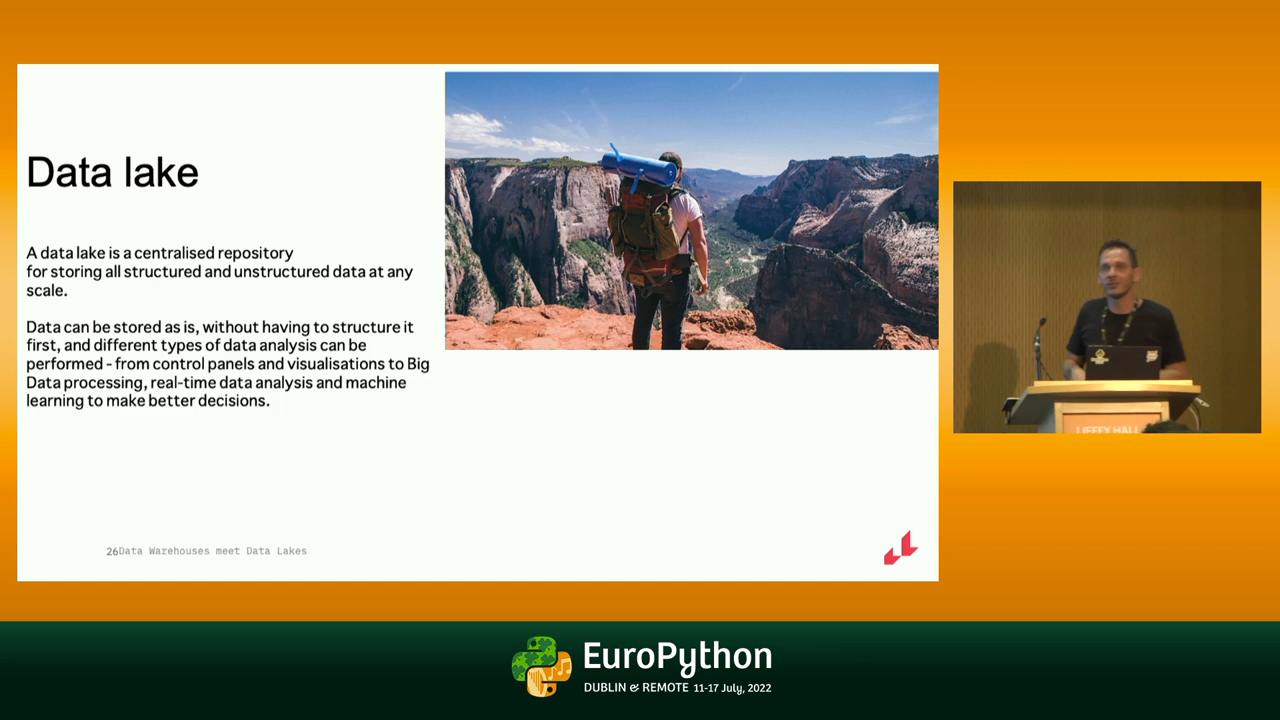 Data lake
A data lake is a centralised repository
for storing all structured and unstructured data at any
scale.
Data can be stored as is, without having to structure it
first, and different types of data analysis can be
performed - from control panels and visualisations to Big
Data processing, real-time data analysis and machine
learning to make better decisions.
26Data Warehouses meet Data Lakes
LIFFEY HALL
EuroPython
DUBLIN & REMOTE 11-17 July, 2022